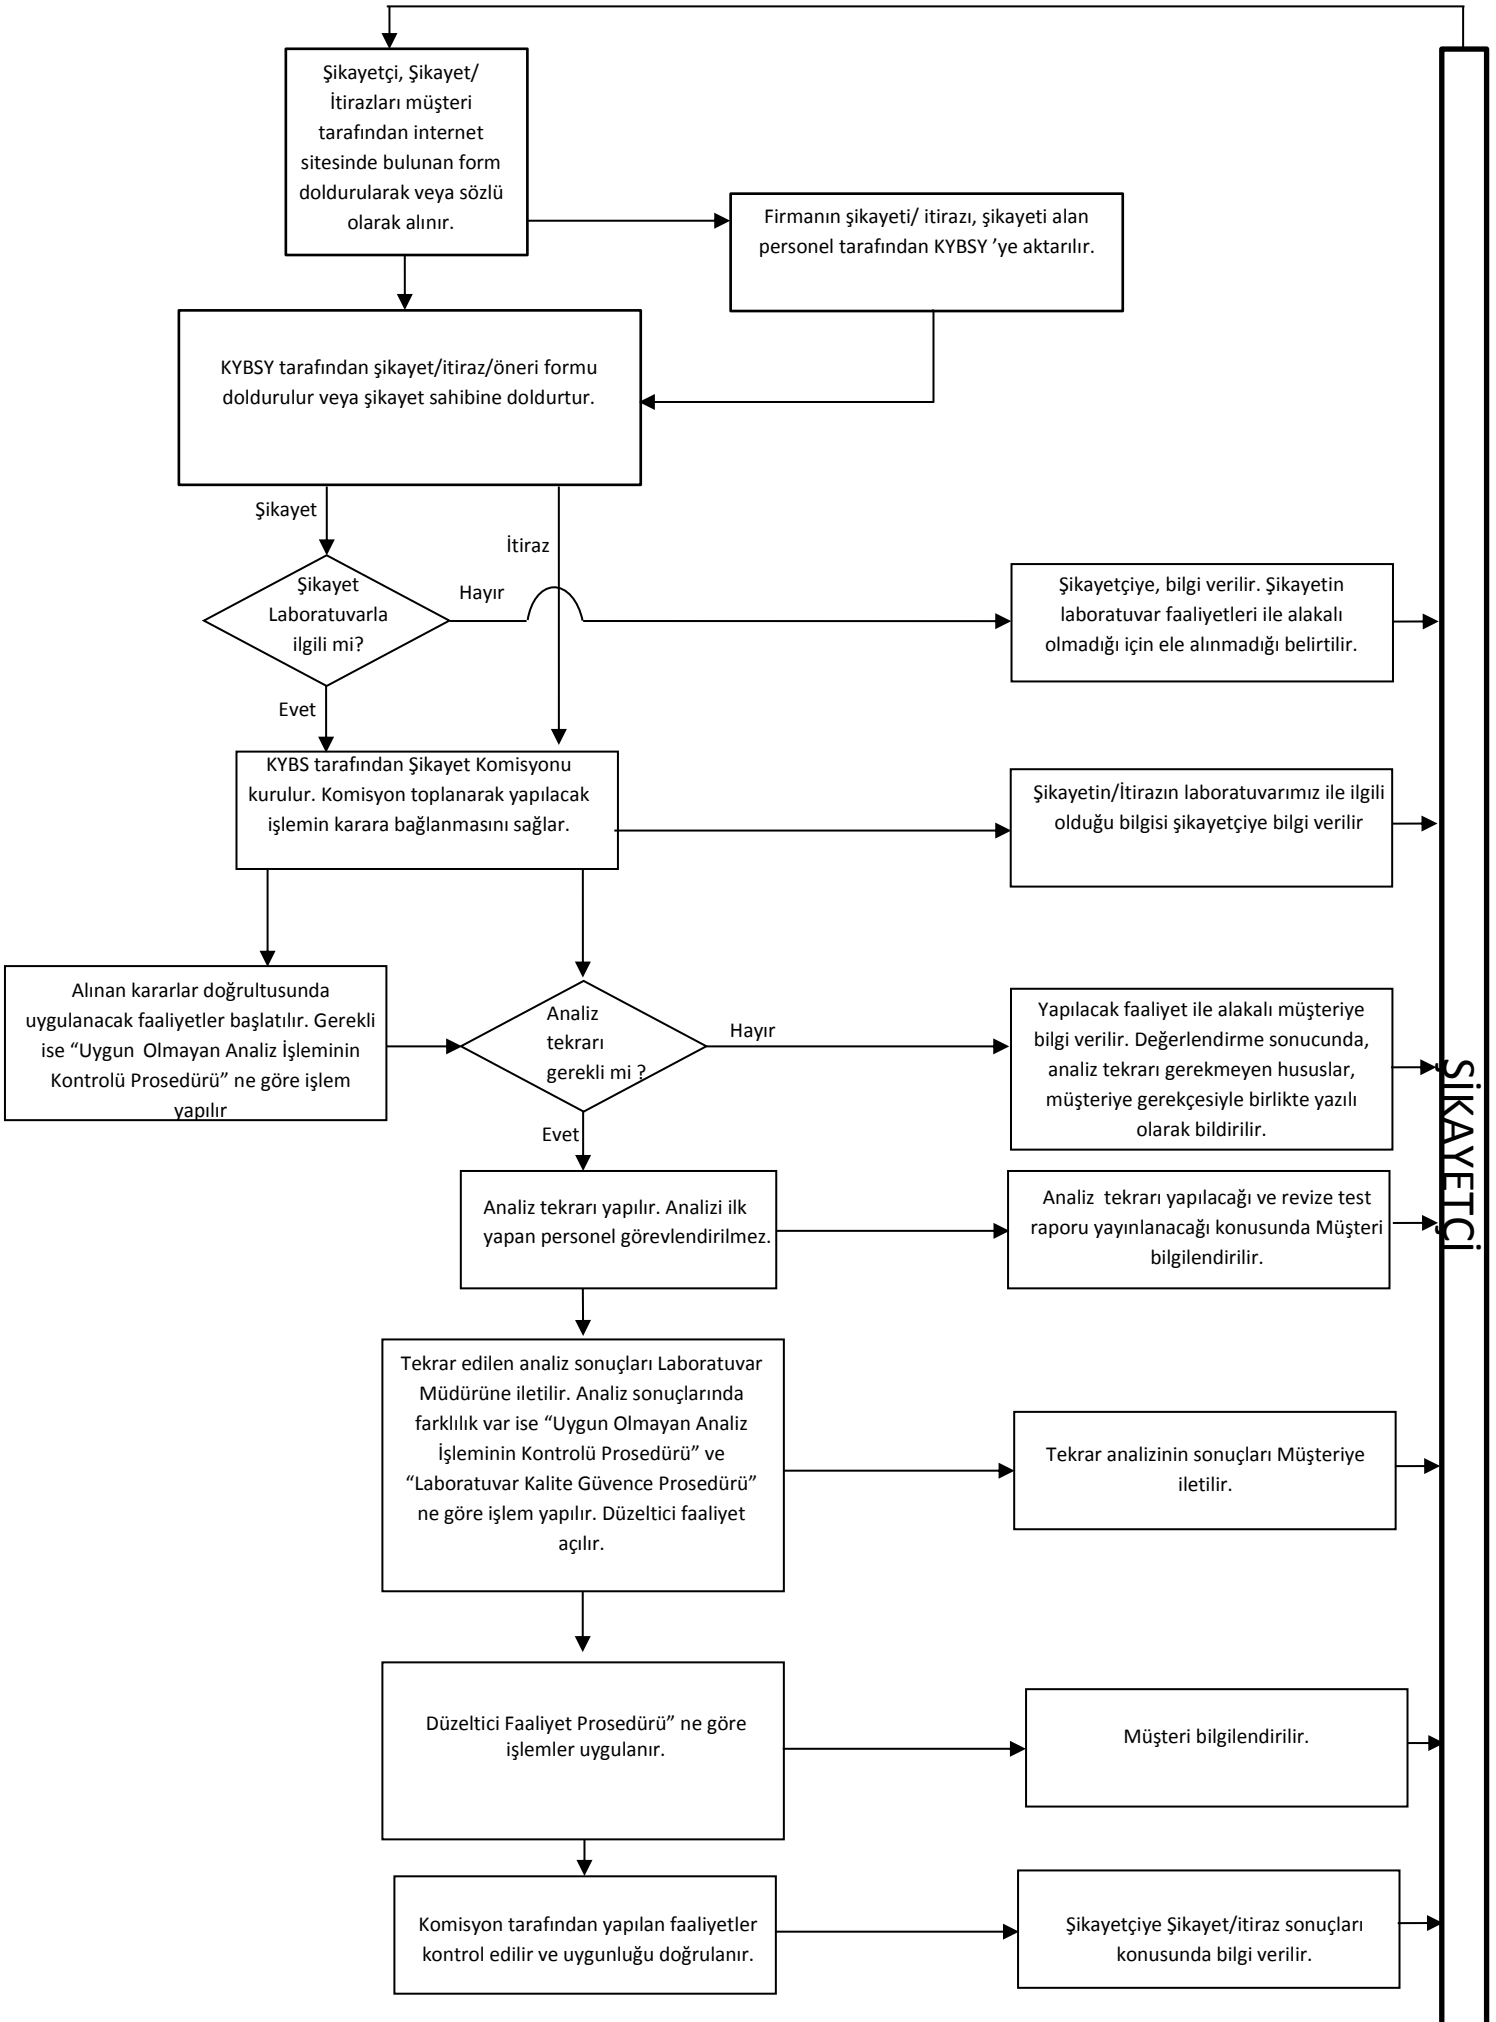 Şikayetçi, Şikayet/
İtirazları müşteri
tarafından internet
sitesinde bulunan form
doldurularak veya sözlü
olarak alınır.
Firmanın şikayeti/ itirazı, şikayeti alan
personel tarafından KYBSY ’ye aktarılır.
KYBSY tarafından şikayet/itiraz/öneri formu
doldurulur veya şikayet sahibine doldurtur.
Şikayet
İtiraz
Şikayet
Laboratuvarla
ilgili mi?
Hayır
Şikayetçiye, bilgi verilir. Şikayetin
laboratuvar faaliyetleri ile alakalı
olmadığı için ele alınmadığı belirtilir.
Evet
KYBS tarafından Şikayet Komisyonu
kurulur. Komisyon toplanarak yapılacak
işlemin karara bağlanmasını sağlar.
Şikayetin/İtirazın laboratuvarımız ile ilgili
olduğu bilgisi şikayetçiye bilgi verilir
Alınan kararlar doğrultusunda
uygulanacak faaliyetler başlatılır. Gerekli
ise “Uygun  Olmayan Analiz İşleminin
Kontrolü Prosedürü” ne göre işlem
yapılır
Analiz
tekrarı
gerekli mi ?
Hayır
Yapılacak faaliyet ile alakalı müşteriye
bilgi verilir. Değerlendirme sonucunda,
analiz tekrarı gerekmeyen hususlar,
müşteriye gerekçesiyle birlikte yazılı
olarak bildirilir.
ŞİKAYETÇİ
Evet
Analiz tekrarı yapılır. Analizi ilk
yapan personel görevlendirilmez.
Analiz  tekrarı yapılacağı ve revize test
raporu yayınlanacağı konusunda Müşteri
bilgilendirilir.
Tekrar edilen analiz sonuçları Laboratuvar
Müdürüne iletilir. Analiz sonuçlarında
farklılık var ise “Uygun Olmayan Analiz
İşleminin Kontrolü Prosedürü” ve
“Laboratuvar Kalite Güvence Prosedürü”
ne göre işlem yapılır. Düzeltici faaliyet
açılır.
Tekrar analizinin sonuçları Müşteriye
iletilir.
Düzeltici Faaliyet Prosedürü” ne göre
işlemler uygulanır.
Müşteri bilgilendirilir.
Komisyon tarafından yapılan faaliyetler
kontrol edilir ve uygunluğu doğrulanır.
Şikayetçiye Şikayet/itiraz sonuçları
konusunda bilgi verilir.